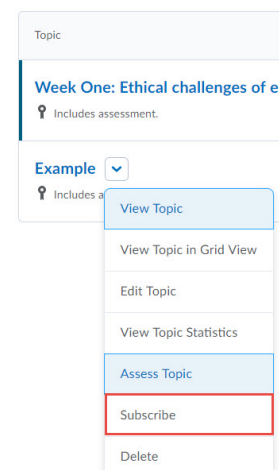 Topic
Week One: Ethical challenges of e
Includes assessment.
Example
Includes a
View Topic
View Topic in Grid View
Edit Topic
View Topic Statistics
Assess Topic
Subscribe
Delete